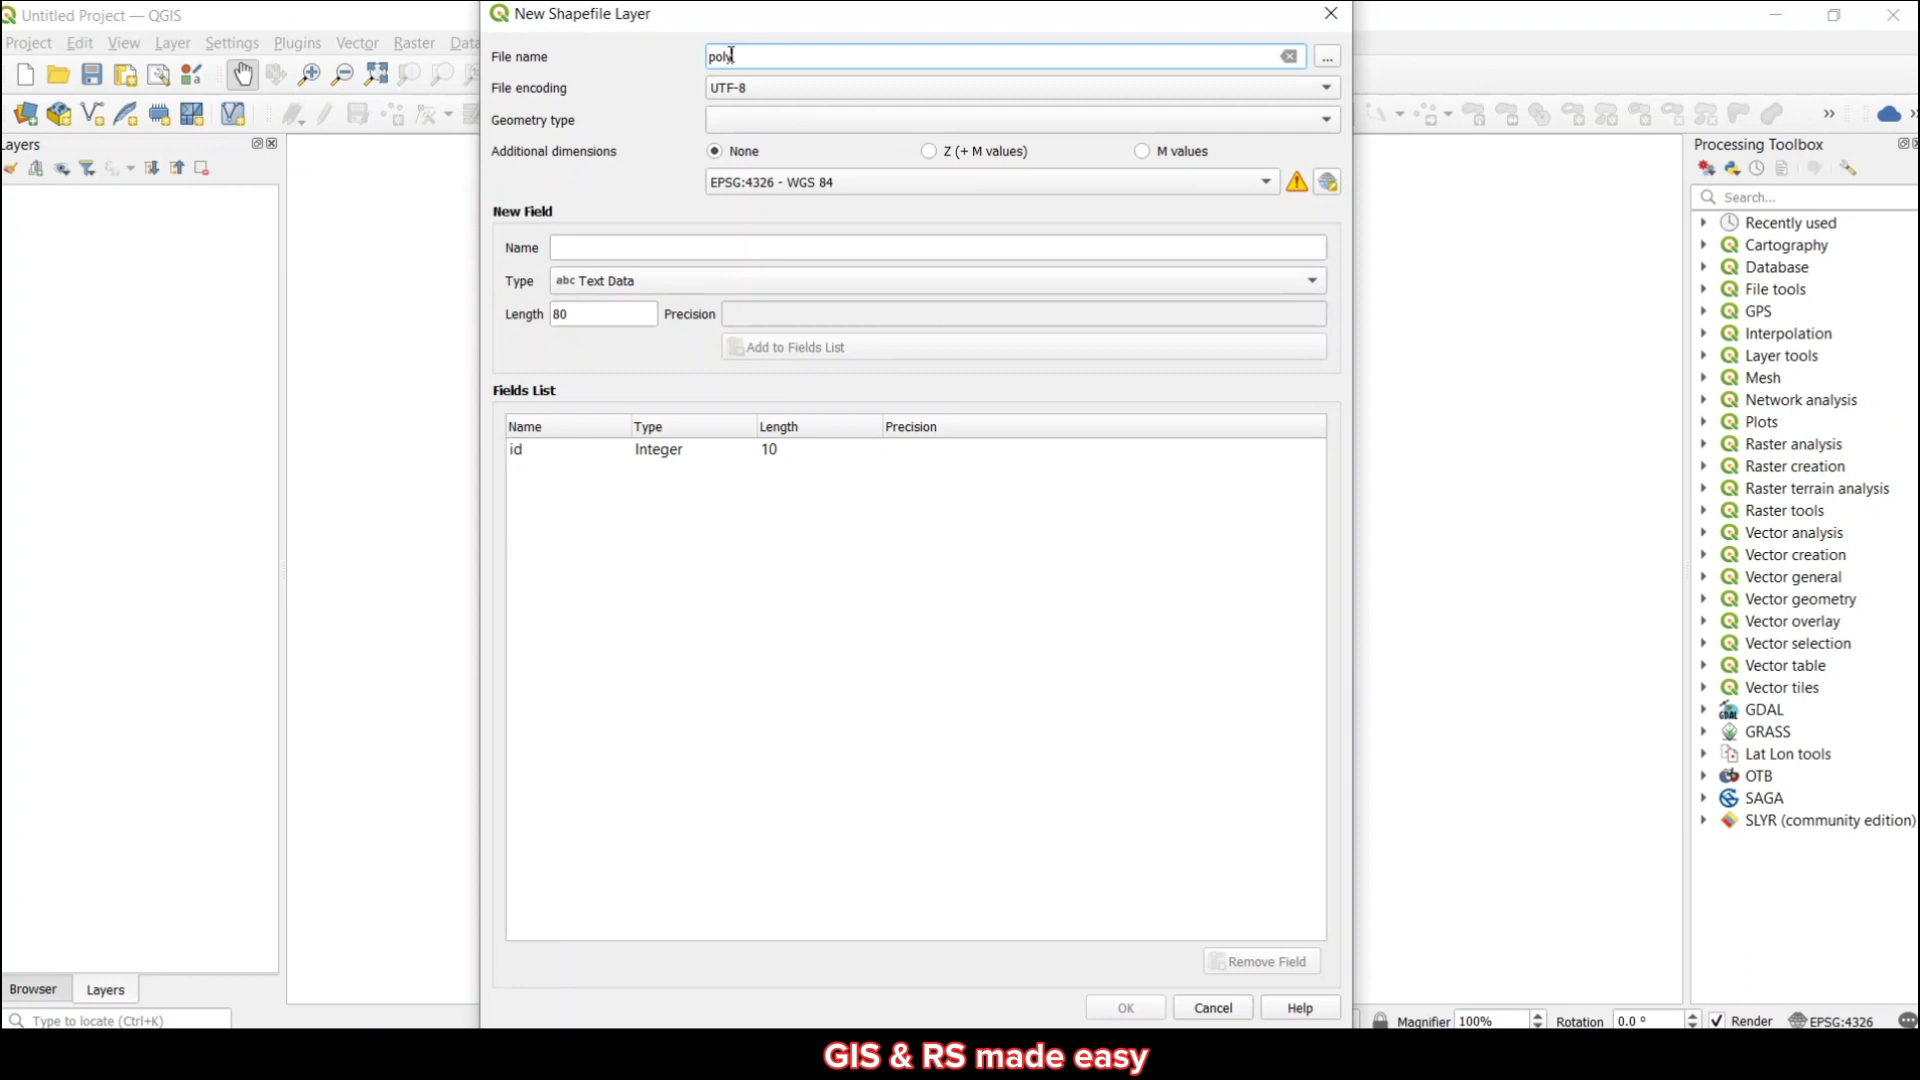 Untitled Project — QGIS
Project Edit View Layer Settings Plugins Vector Raster Data
New Shapefile Layer
File name poly
...
File encoding UTF-8
Geometry type
Additional dimensions None Z (+ M values) M values
EPSG:4326 - WGS 84
New Field
Name
Type abc Text Data
Length 80 Precision
Add to Fields List
Fields List
Name Type Length Precision
id Integer 10
Remove Field
OK Cancel Help
ayers
Browser Layers
Type to locate (Ctrl+K)
Processing Toolbox
Search...
Recently used
Cartography
Database
File tools
GPS
Interpolation
Layer tools
Mesh
Network analysis
Plots
Raster analysis
Raster creation
Raster terrain analysis
Raster tools
Vector analysis
Vector creation
Vector general
Vector geometry
Vector overlay
Vector selection
Vector table
Vector tiles
GDAL
GRASS
Lat Lon tools
OTB
SAGA
SLYR (community edition)
Magnifier 100% Rotation 0.0 ° Render EPSG:4326
GIS & RS made easy